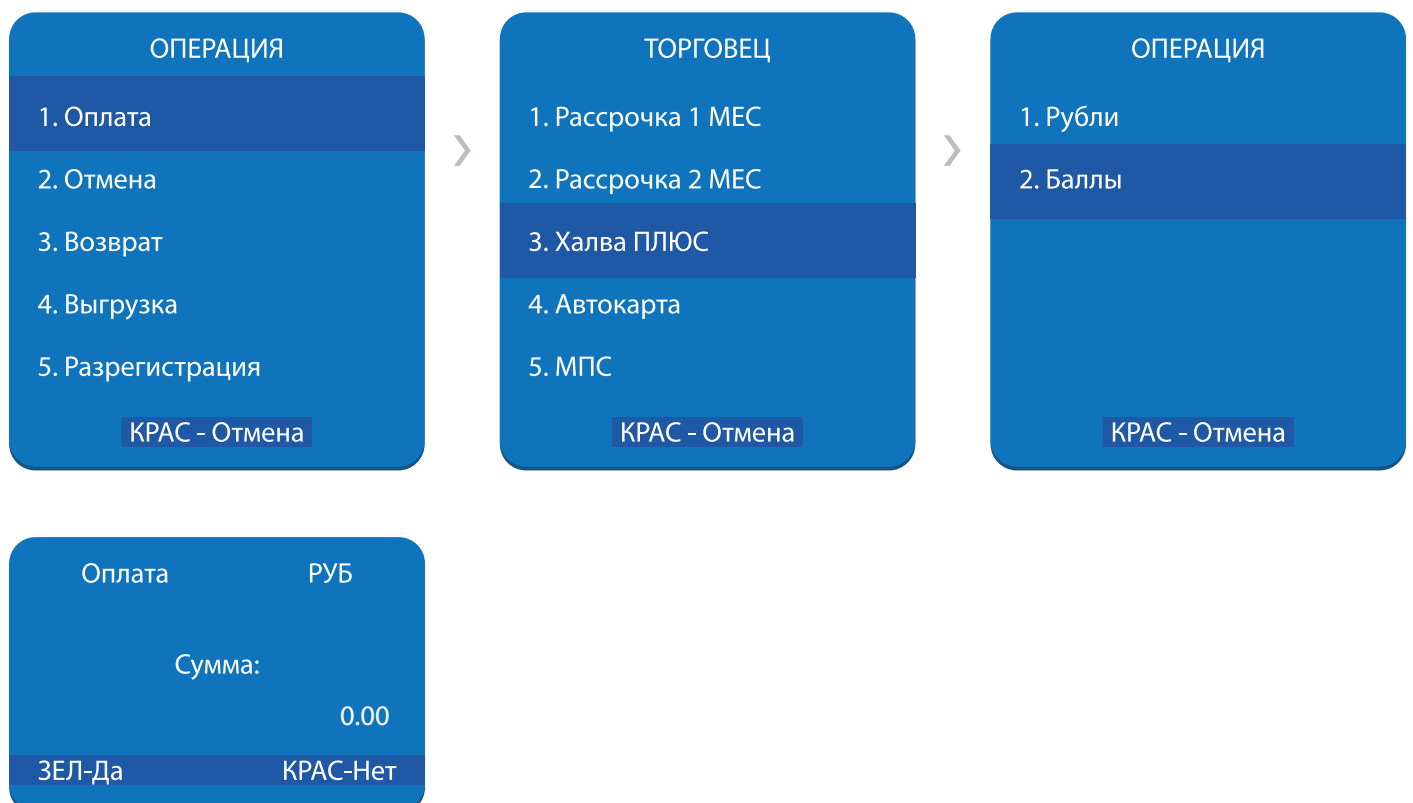 ОПЕРАЦИЯ
1. Оплата
2. Отмена
3. Возврат
4. Выгрузка
5. Разрегистрация
КРАС - Отмена
ТОРГОВЕЦ
1. Рассрочка 1 МЕС
2. Рассрочка 2 МЕС
3. Халва ПЛЮС
4. Автокарта
5. МПС
КРАС - Отмена
ОПЕРАЦИЯ
1. Рубли
2. Баллы
КРАС - Отмена
Оплата РУБ
Сумма:
0.00
ЗЕЛ-Да КРАС-Нет